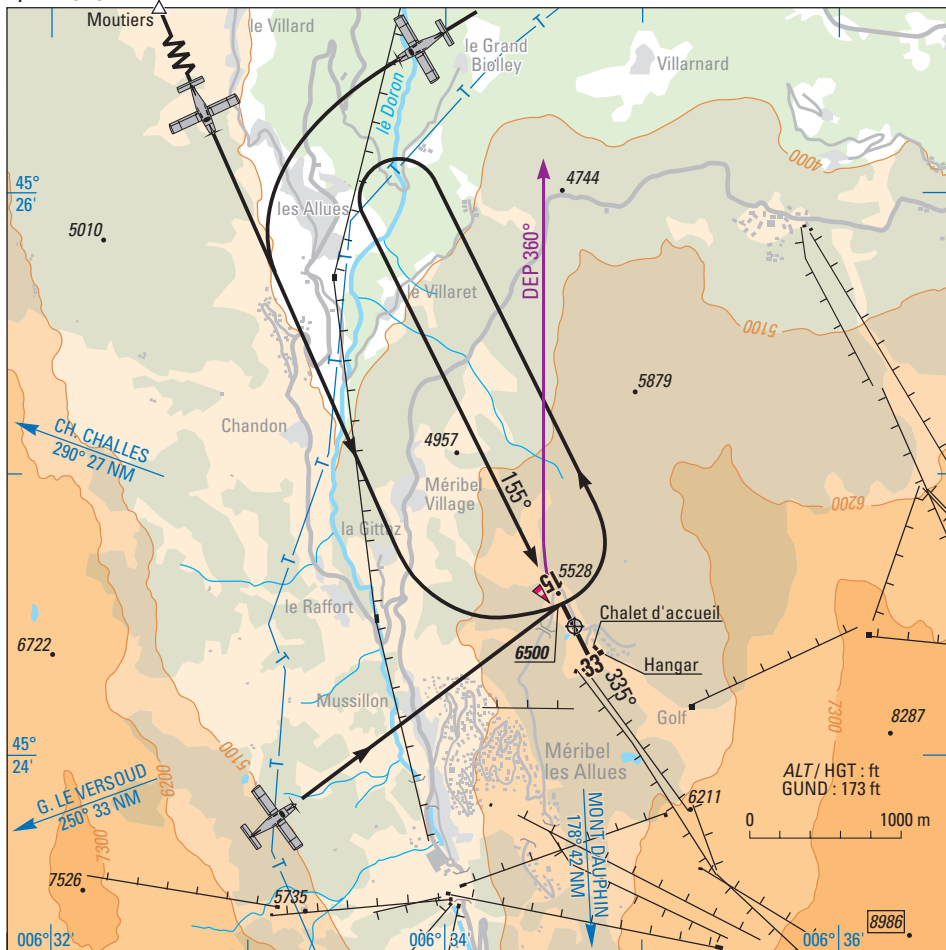 Moutiers
le Villard
le Grand
Biolley
Villarnard
le Doron
T
T
4000
45°
26'
4744
5010
les Allues
T
T
DEP 360°
le Villaret
5100
T
5879
CH. CHALLES
290° 27 NM
Chandon
4957
155°
Méribel
Village
6200
T
la Gittaz
15
5528
le Raffort
Chalet d'accueil
6500
6722
T
33
335°
Hangar
Mussillon
Golf
7300
8287
45°
24'
5100
6200
Méribel
les Allues
ALT / HGT : ft
GUND : 173 ft
G. LE VERSOUD
250° 33 NM
T
MONT DAUPHIN
178° 42 NM
6211
0
1000 m
7300
T
7526
5735
8986
006° 32'
006° 34'
006° 36'